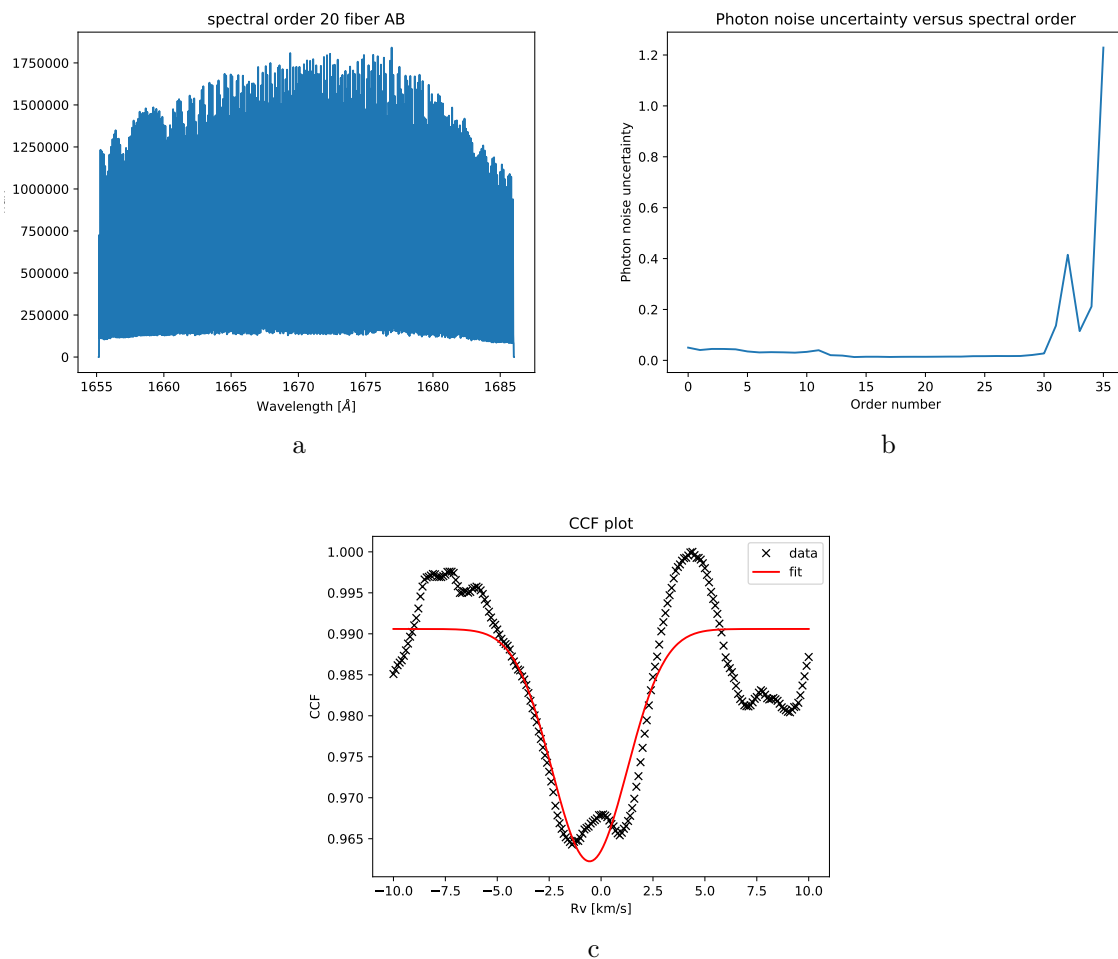 spectral order 20 fiber AB
1750000
1500000
1250000
1000000
750000
500000
250000
0
1655 1660 1665 1670 1675 1680 1685
Wavelength [Å]
a
Photon noise uncertainty versus spectral order
Photon noise uncertainty
1.2
1.0
0.8
0.6
0.4
0.2
0.0
0 5 10 15 20 25 30 35
Order number
b
CCF plot
CCF
1.000
0.995
0.990
0.985
0.980
0.975
0.970
0.965
data
fit
−10.0 −7.5 −5.0 −2.5 0.0 2.5 5.0 7.5 10.0
Rv [km/s]
c